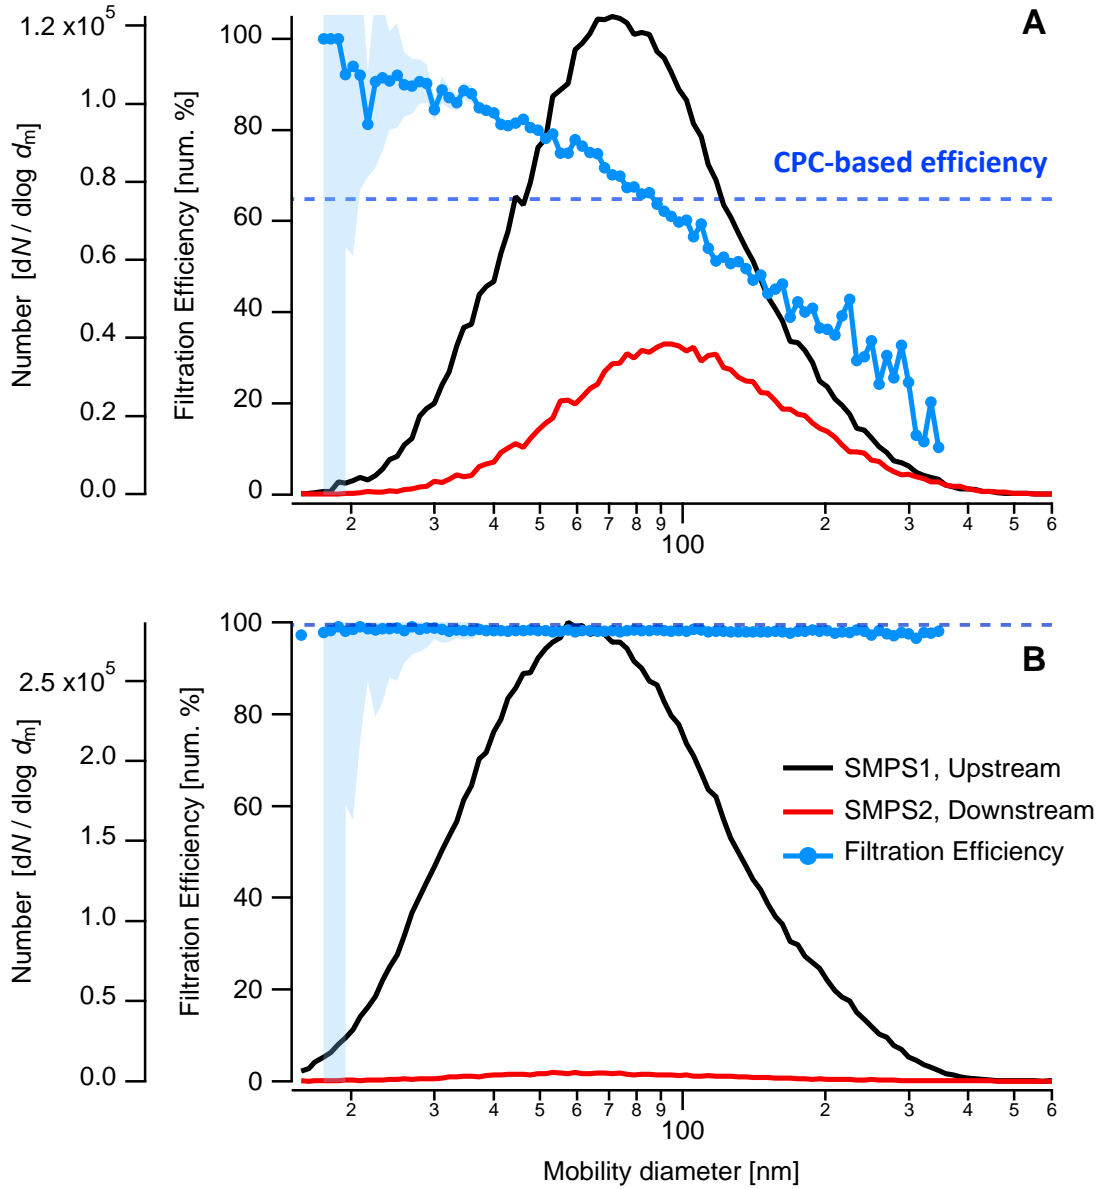 A
1.2 x10^5
1.0
0.8
0.6
0.4
0.2
0.0
Number [dN / dlog d_m]
100
80
60
40
20
0
Filtration Efficiency [num. %]
CPC-based efficiency
2 3 4 5 6 7 8 9 2 3 4 5 6
100
B
2.5 x10^5
2.0
1.5
1.0
0.5
0.0
Number [dN / dlog d_m]
100
80
60
40
20
0
Filtration Efficiency [num. %]
SMPS1, Upstream
SMPS2, Downstream
Filtration Efficiency
2 3 4 5 6 7 8 9 2 3 4 5 6
100
Mobility diameter [nm]